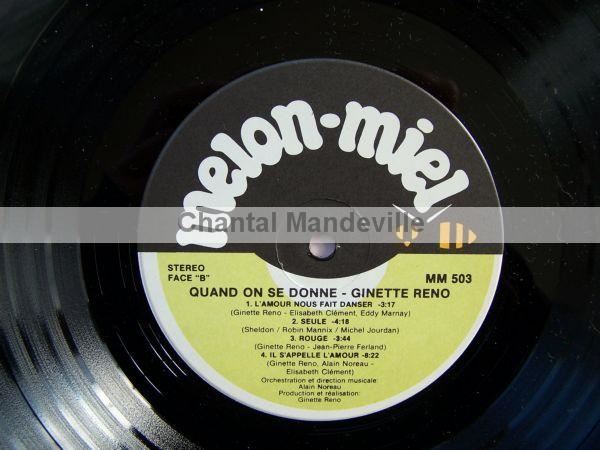 melon-miel
Chantal Mandeville
STEREO
FACE "B"
MM 503
QUAND ON SE DONNE - GINETTE RENO
1. L'AMOUR NOUS FAIT DANSER -3:17
(Ginette Reno - Elisabeth Clément, Eddy Marnay)
2. SEULE -4:18
(Sheldon / Robin Mannix / Michel Jourdan)
3. ROUGE -3:44
(Ginette Reno - Jean-Pierre Ferland)
4. IL S'APPELLE L'AMOUR -8:22
(Ginette Reno, Alain Noreau -
Elisabeth Clément)
Orchestration et direction musicale:
Alain Noreau
Production et réalisation:
Ginette Reno